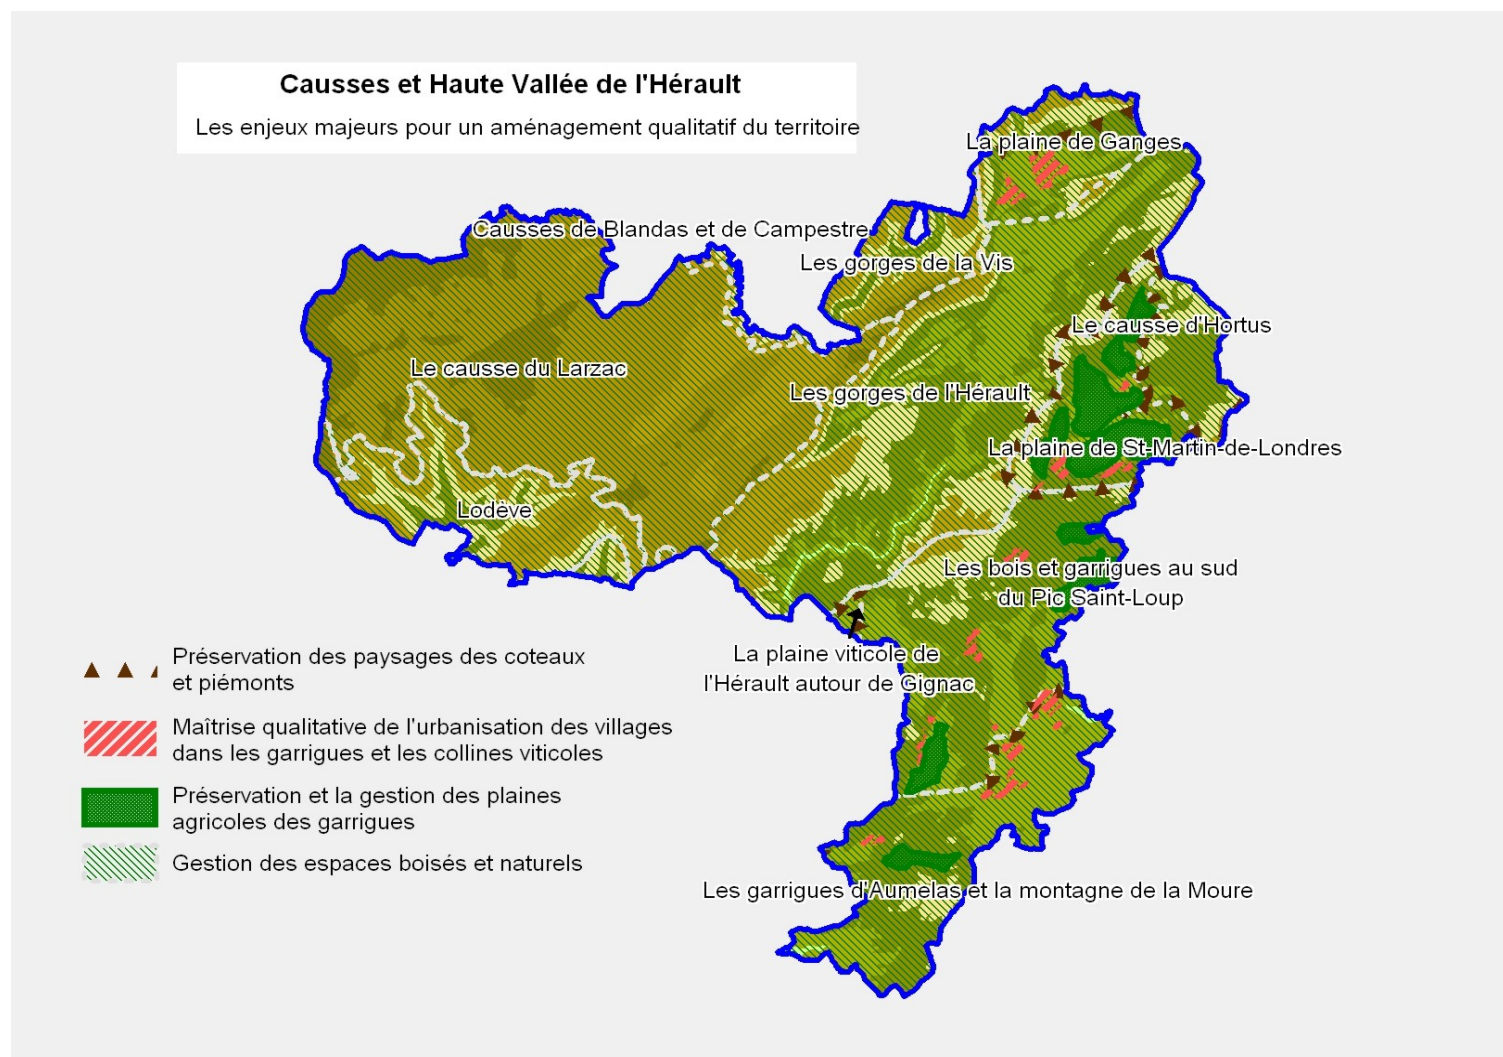 Causses et Haute Vallée de l'Hérault
Les enjeux majeurs pour un aménagement qualitatif du territoire
La plaine de Ganges
Causses de Blandas et de Campestre
Les gorges de la Vis
Le causse d'Hortus
Le causse du Larzac
Les gorges de l'Hérault
La plaine de St-Martin-de-Londres
Lodève
Les bois et garrigues au sud
du Pic Saint-Loup
La plaine viticole de
l'Hérault autour de Gignac
Les garrigues d'Aumelas et la montagne de la Moure
Préservation des paysages des coteaux
et piémonts
Maîtrise qualitative de l'urbanisation des villages
dans les garrigues et les collines viticoles
Préservation et la gestion des plaines
agricoles des garrigues
Gestion des espaces boisés et naturels